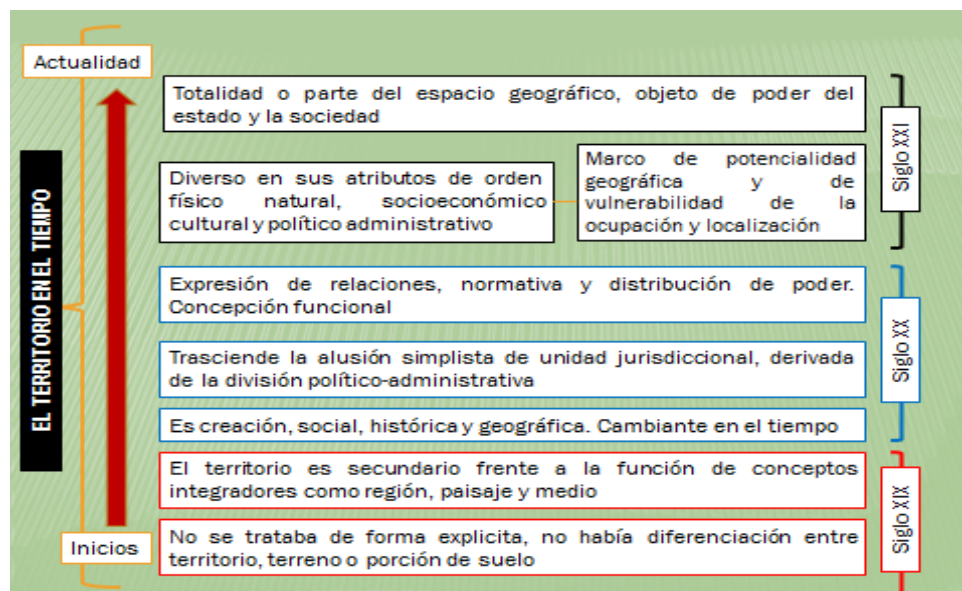 Actualidad
Totalidad o parte del espacio geográfico, objeto de poder del
estado y la sociedad
Diverso en sus atributos de orden
físico natural, socioeconómico
cultural y político administrativo
Marco de potencialidad
geográfica y de
vulnerabilidad de la
ocupación y localización
Siglo XXI
EL TERRITORIO EN EL TIEMPO
Expresión de relaciones, normativa y distribución de poder.
Concepción funcional
Trasciende la alusión simplista de unidad jurisdiccional, derivada
de la división político-administrativa
Es creación, social, histórica y geográfica. Cambiante en el tiempo
Siglo XX
El territorio es secundario frente a la función de conceptos
integradores como región, paisaje y medio
No se trataba de forma explicita, no había diferenciación entre
territorio, terreno o porción de suelo
Siglo XIX
Inicios